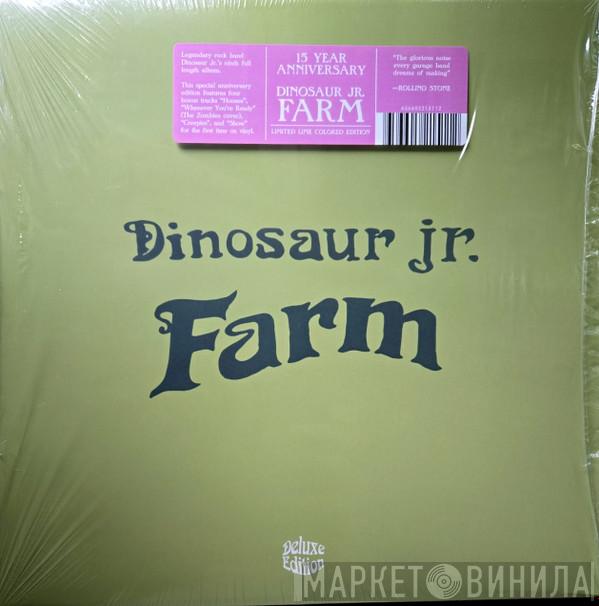 Legendary rock band
Dinosaur Jr.'s ninth full
length album.
This special anniversary
edition features four
bonus tracks "Houses",
"Whenever You're Ready"
(The Zombies cover),
"Creepies", and "Show"
for the first time on vinyl.
15 YEAR
ANNIVERSARY
DINOSAUR JR.
FARM
LIMITED LIME COLORED EDITION
"The glorious noise
every garage band
dreams of making"
—ROLLING STONE
Dinosaur jr.
Farm
Deluxe
Edition
МАРКЕТ ВИНИЛА